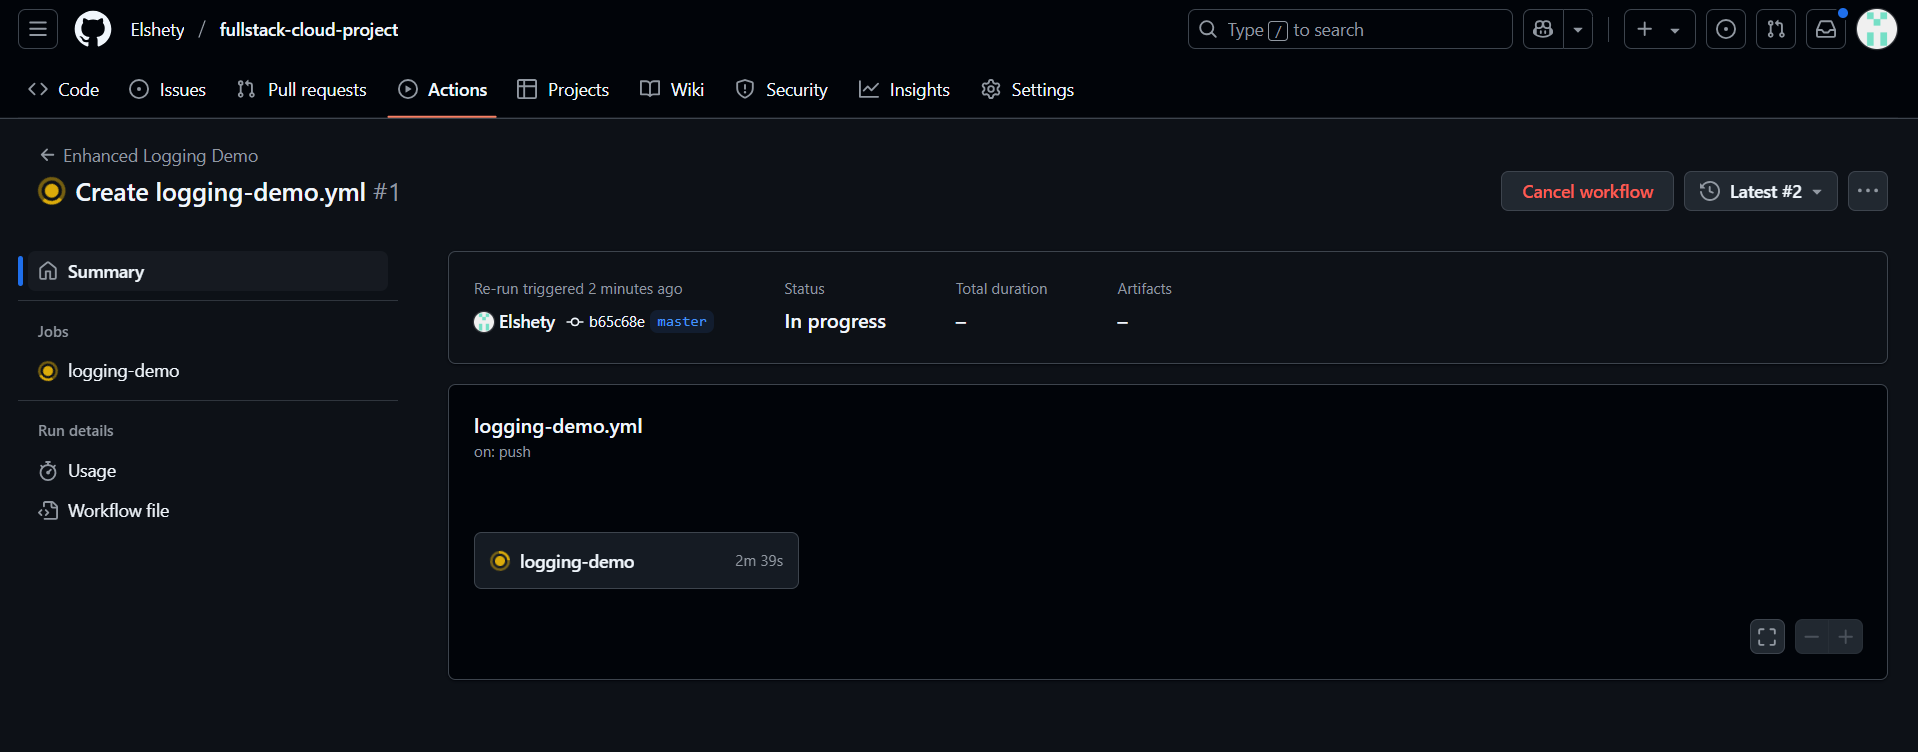 Elshety / fullstack-cloud-project
Type / to search
Code
Issues
Pull requests
Actions
Projects
Wiki
Security
Insights
Settings
Enhanced Logging Demo
Create logging-demo.yml #1
Cancel workflow
Latest #2
Summary
Jobs
logging-demo
Run details
Usage
Workflow file
Re-run triggered 2 minutes ago
Elshety b65c68e master
Status
In progress
Total duration
–
Artifacts
–
logging-demo.yml
on: push
logging-demo 2m 39s